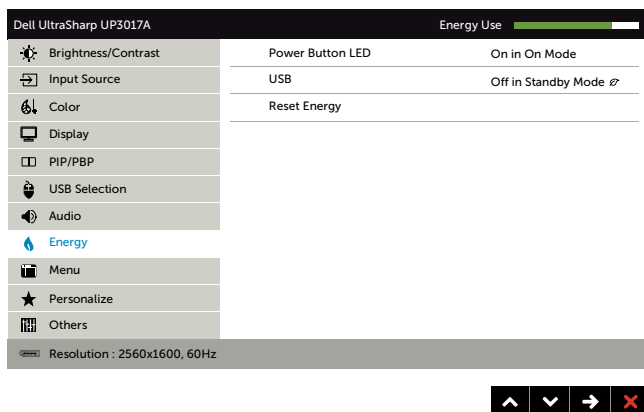 Dell UltraSharp UP3017A Energy Use
Brightness/Contrast Power Button LED On in On Mode
Input Source USB Off in Standby Mode
Color Reset Energy
Display
PIP/PBP
USB Selection
Audio
Energy
Menu
Personalize
Others
Resolution : 2560x1600, 60Hz